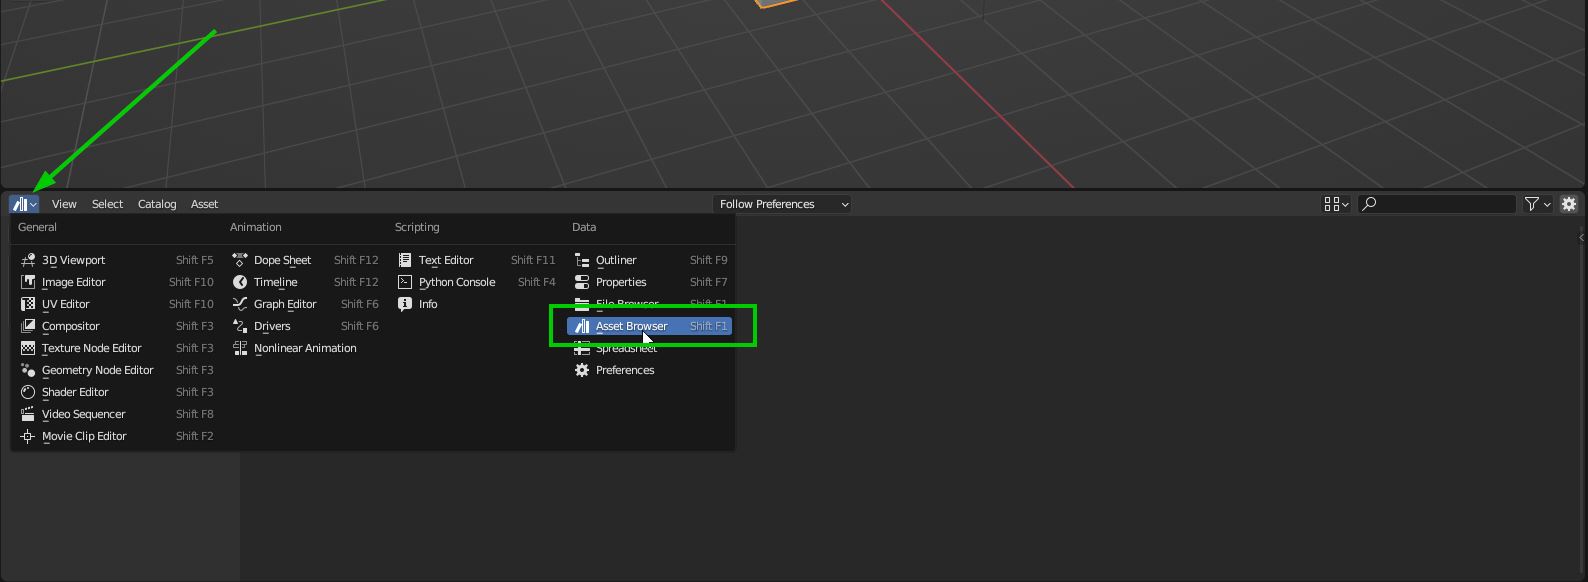 View Select Catalog Asset Follow Preferences
General Animation Scripting Data
3D Viewport Shift F5 Dope Sheet Shift F12 Text Editor Shift F11 Outliner Shift F9
Image Editor Shift F10 Timeline Shift F12 Python Console Shift F4 Properties Shift F7
UV Editor Shift F10 Graph Editor Shift F6 Info File Browser Shift F1
Compositor Shift F3 Drivers Shift F6 Asset Browser Shift F1
Texture Node Editor Shift F3 Nonlinear Animation Spreadsheet
Geometry Node Editor Shift F3 Preferences
Shader Editor Shift F3
Video Sequencer Shift F8
Movie Clip Editor Shift F2